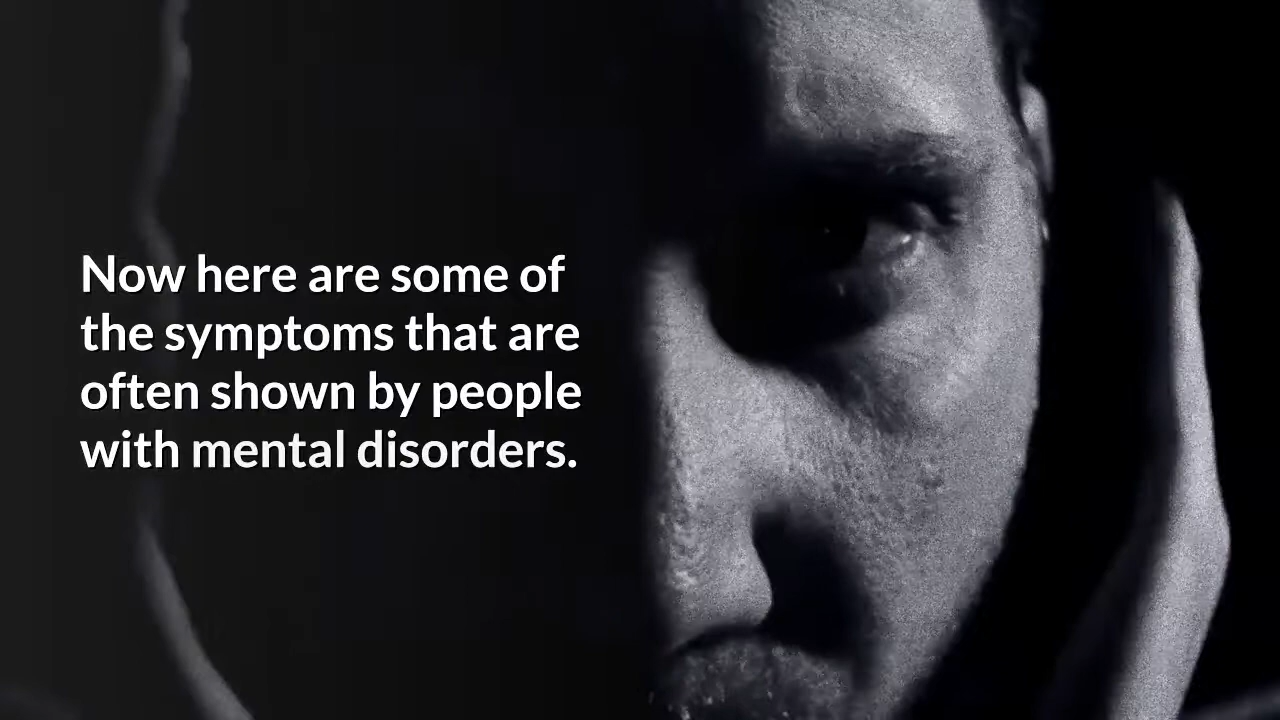 Now here are some of
the symptoms that are
often shown by people
with mental disorders.